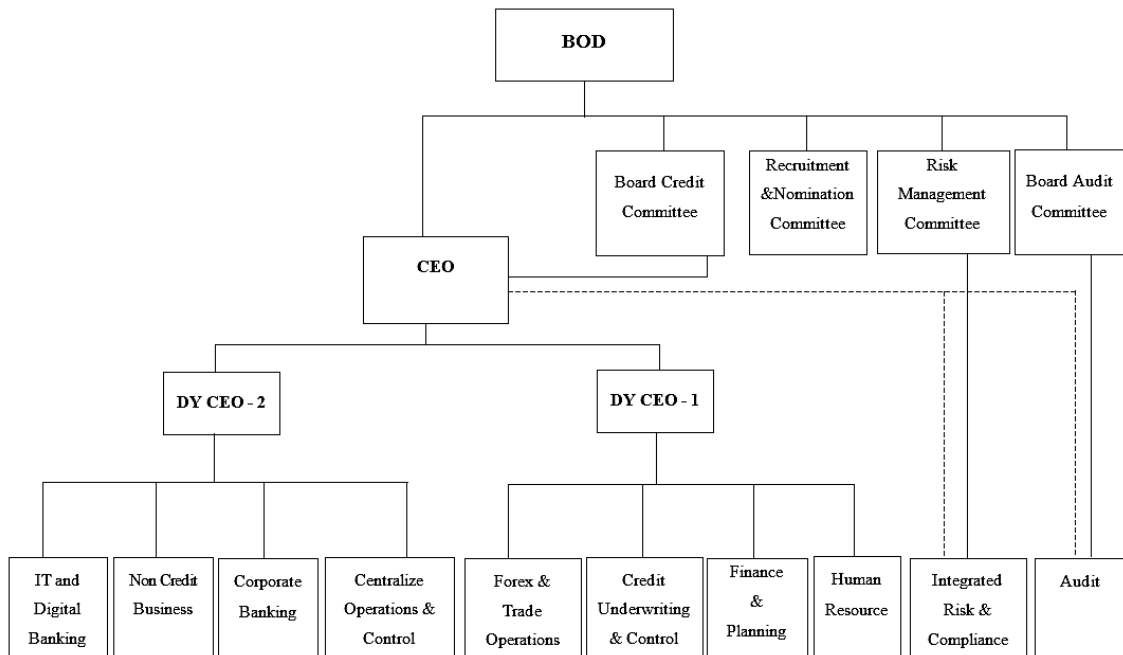 BOD
Board Credit
Committee
Recruitment
&Nomination
Committee
Risk
Management
Committee
Board Audit
Committee
CEO
DY CEO - 2
DY CEO - 1
IT and
Digital
Banking
Non Credit
Business
Corporate
Banking
Centralize
Operations &
Control
Forex &
Trade
Operations
Credit
Underwriting
& Control
Finance
&
Planning
Human
Resource
Integrated
Risk &
Compliance
Audit